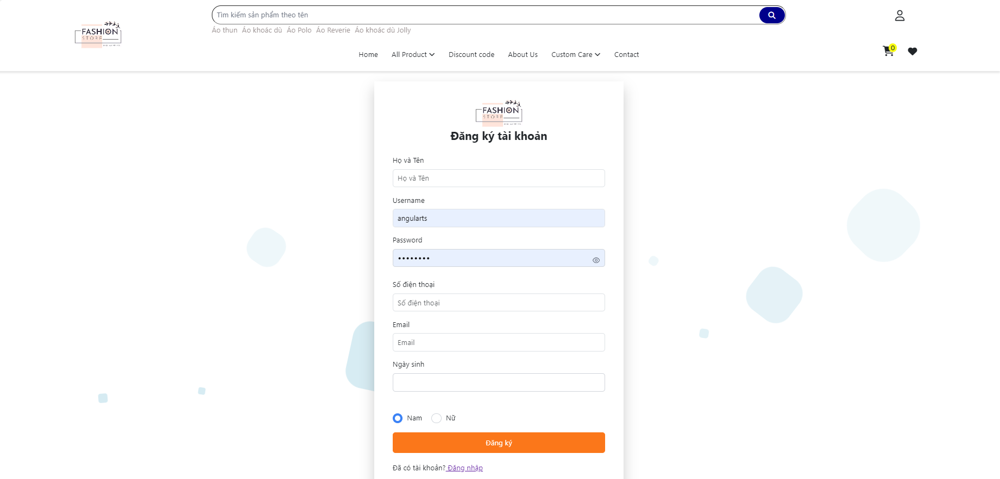 FASHION
STORE
Tìm kiếm sản phẩm theo tên
Áo thun Áo khoác dù Áo Polo Áo Reverie Áo khoác dù Jolly
Home All Product Discount code About Us Custom Care Contact
0
FASHION
STORE
Đăng ký tài khoản
Họ và Tên
Họ và Tên
Username
angularts
Password
••••••••
Số điện thoại
Số điện thoại
Email
Email
Ngày sinh
Nam Nữ
Đăng ký
Đã có tài khoản? Đăng nhập